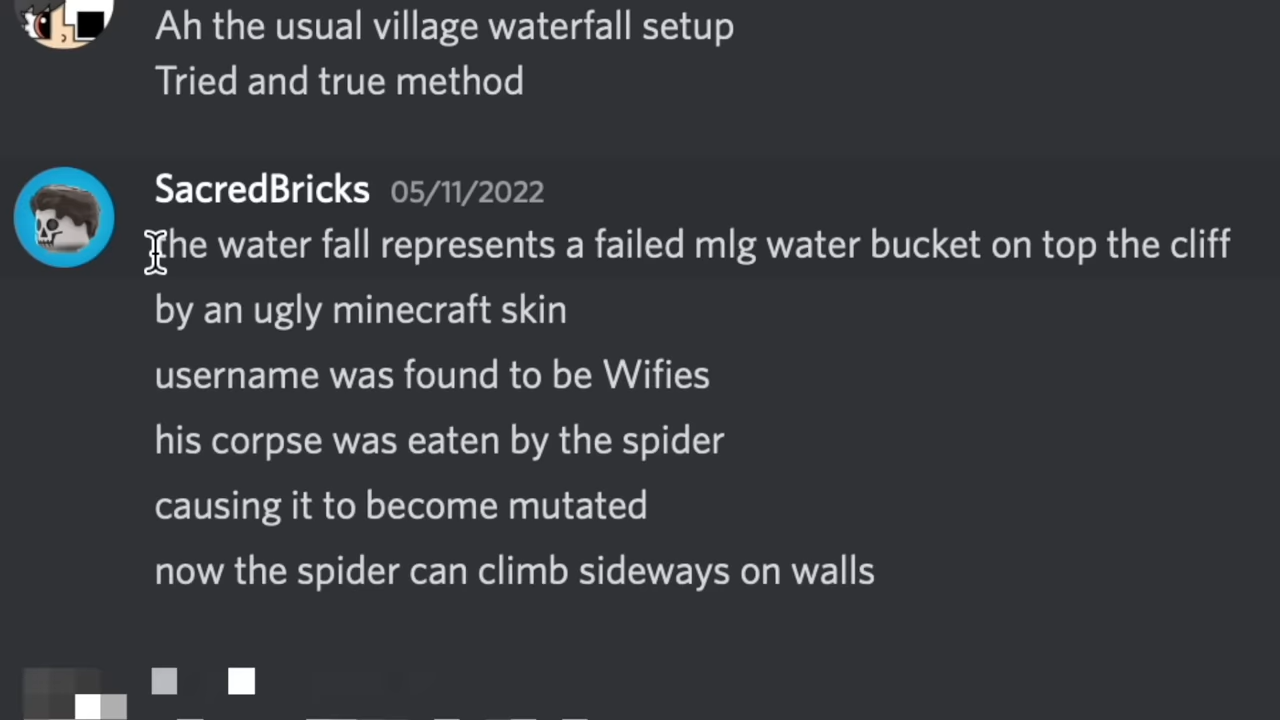 Ah the usual village waterfall setup
Tried and true method
SacredBricks 05/11/2022
the water fall represents a failed mlg water bucket on top the cliff
by an ugly minecraft skin
username was found to be Wifies
his corpse was eaten by the spider
causing it to become mutated
now the spider can climb sideways on walls